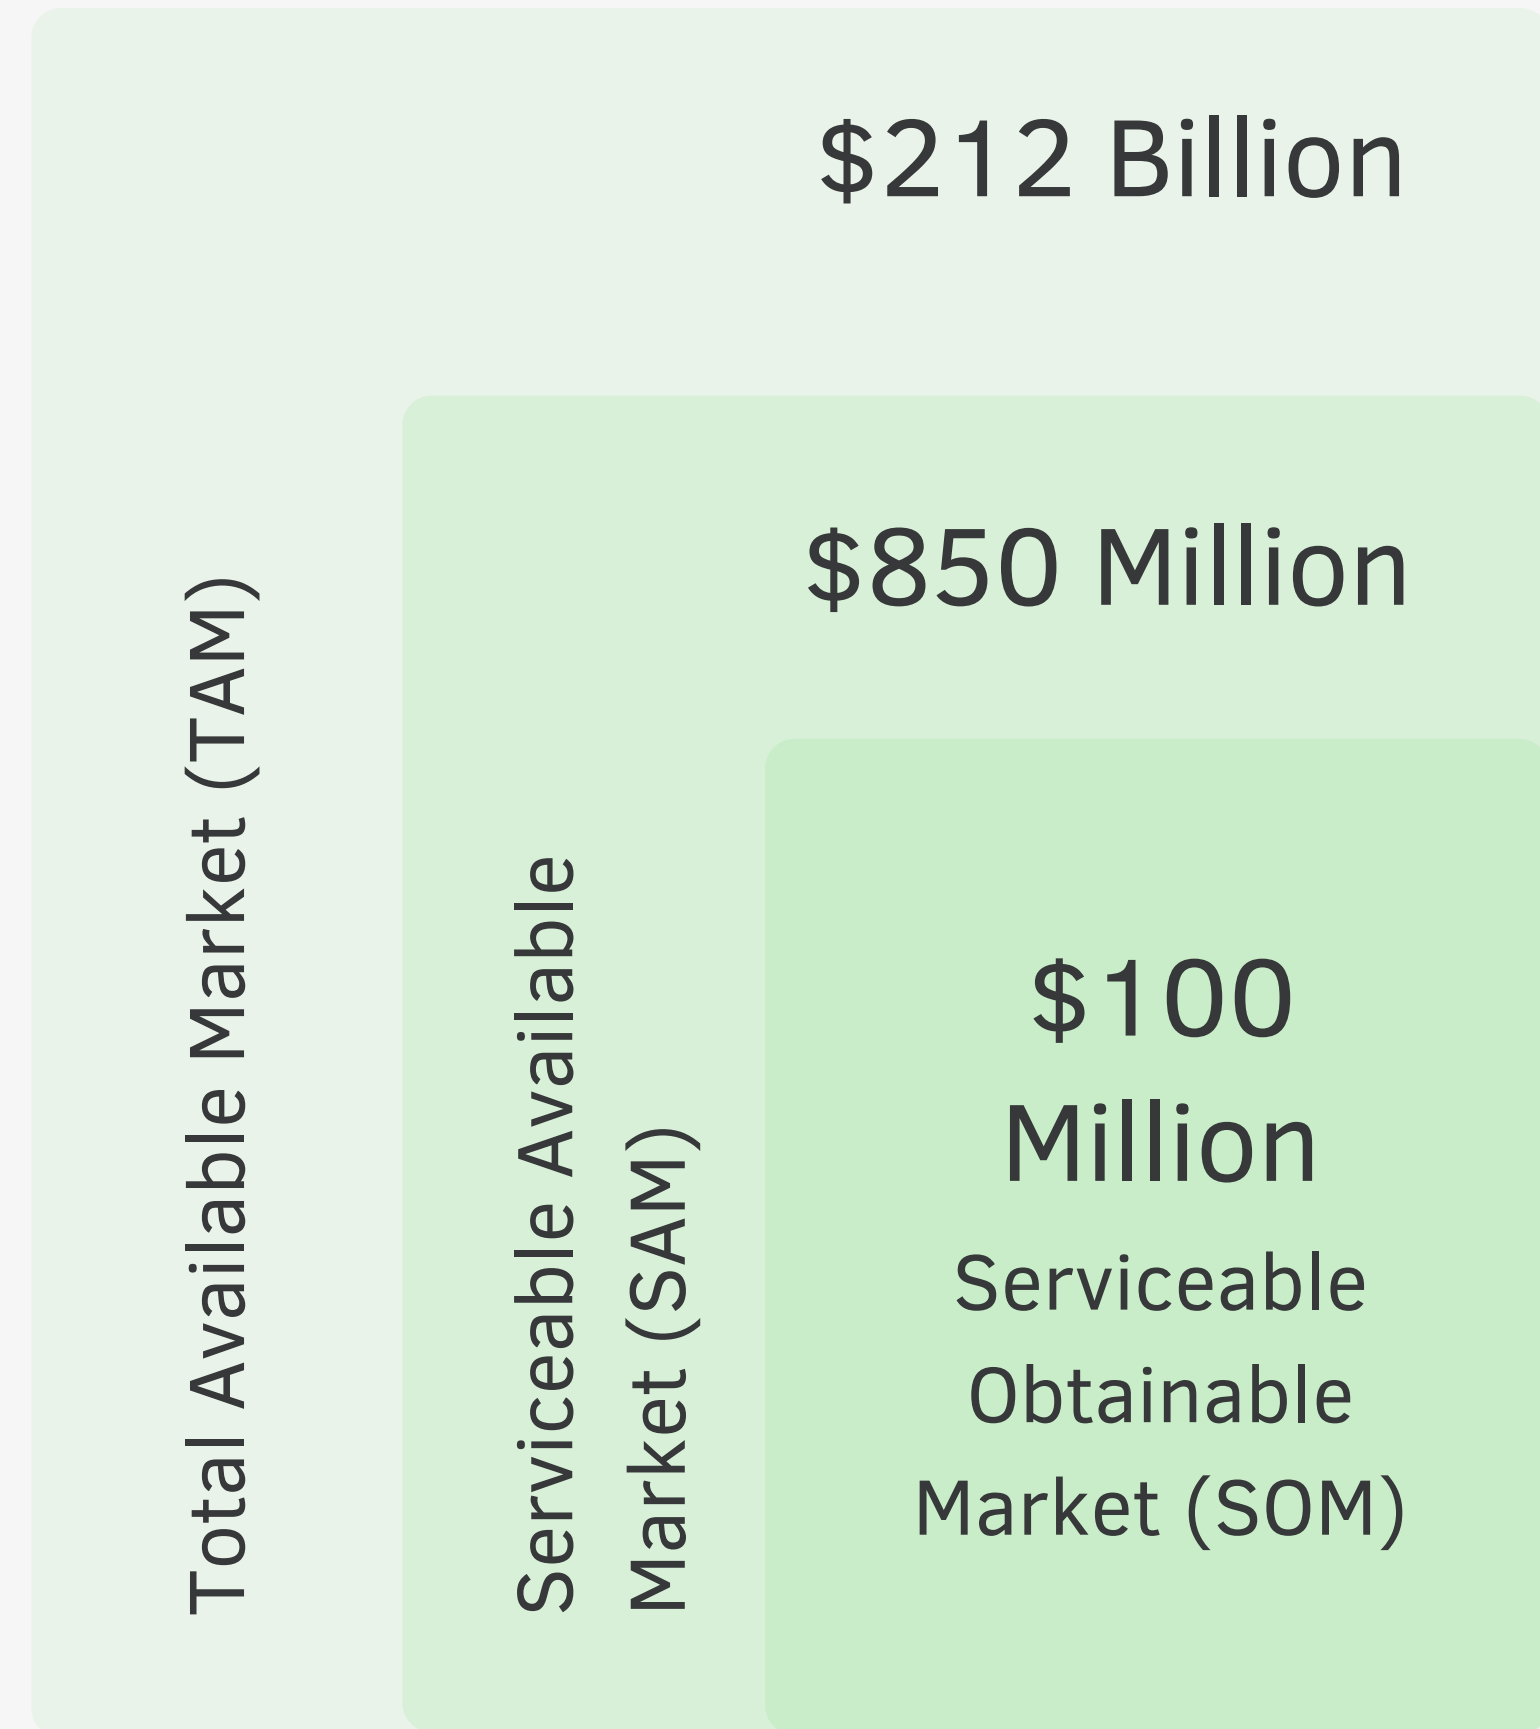 $212 Billion
Total Available Market (TAM)
$850 Million
Serviceable Available
Market (SAM)
$100
Million
Serviceable
Obtainable
Market (SOM)